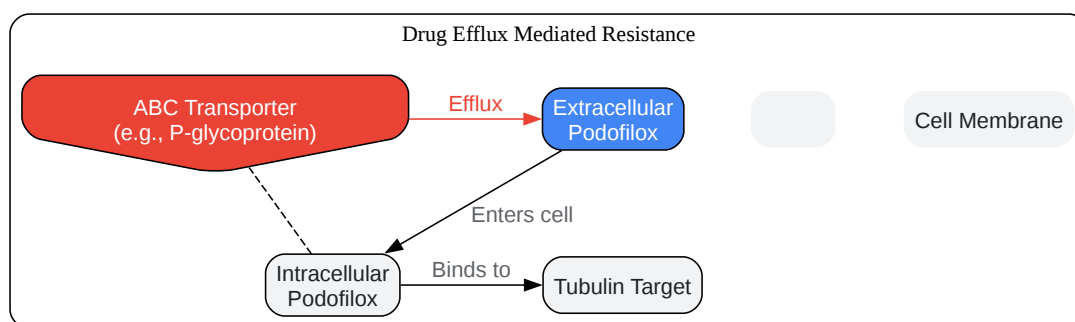 Drug Efflux Mediated Resistance
ABC Transporter
(e.g., P-glycoprotein)
Efflux
Extracellular
Podofilox
Cell Membrane
Enters cell
Intracellular
Podofilox
Binds to
Tubulin Target